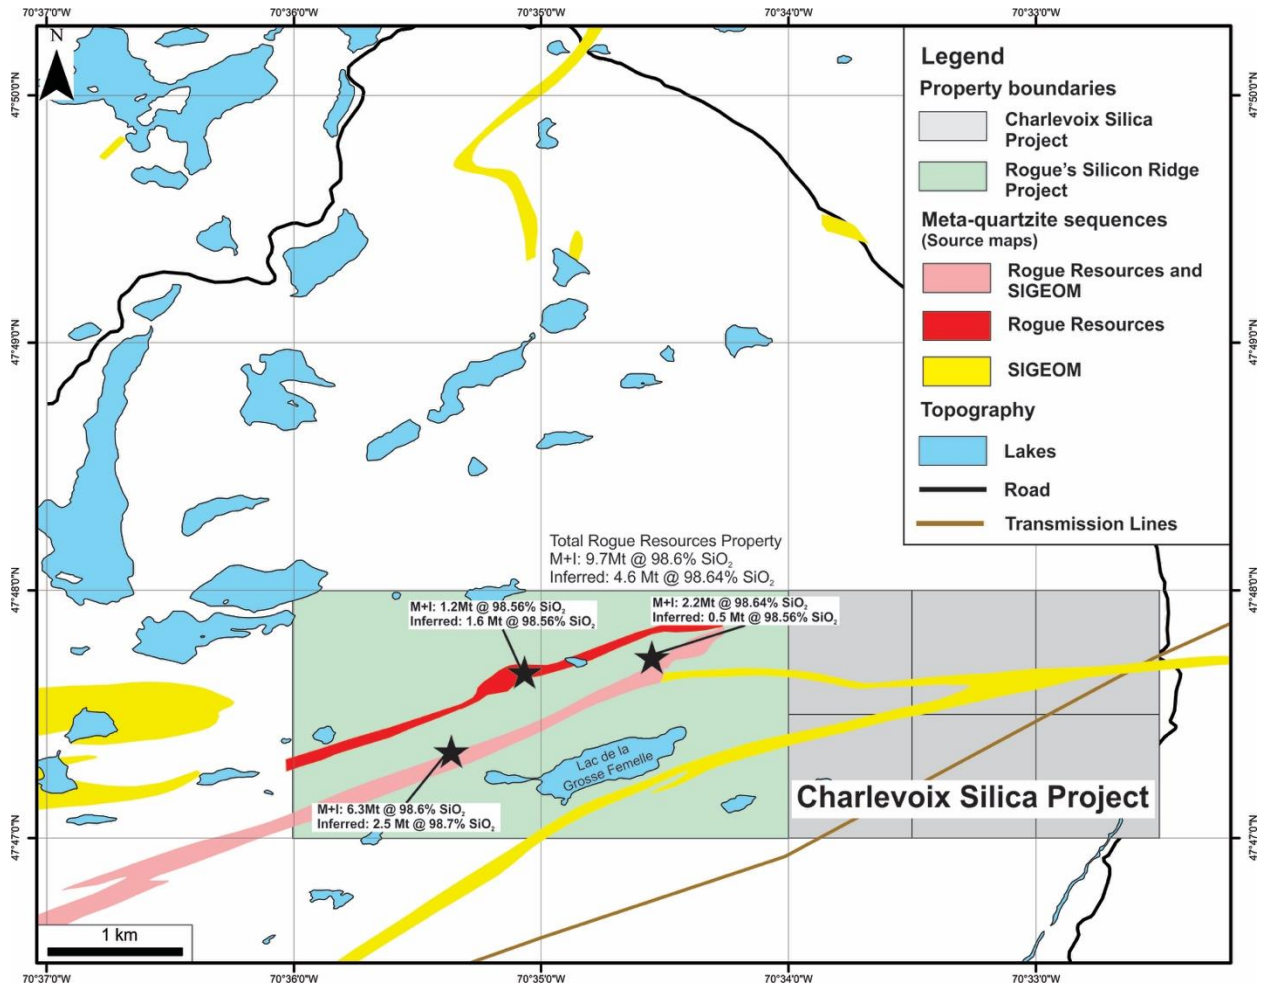 70°37'0"W
70°36'0"W
70°35'0"W
70°34'0"W
70°33'0"W
N
47°50'0"N
47°50'0"N
Legend
Property boundaries
Charlevoix Silica
Project
Rogue's Silicon Ridge
Project
Meta-quartzite sequences
(Source maps)
Rogue Resources and
SIGEOM
Rogue Resources
SIGEOM
Topography
Lakes
Road
Transmission Lines
47°49'0"N
47°49'0"N
Total Rogue Resources Property
M+I: 9.7Mt @ 98.6% SiO₂
Inferred: 4.6 Mt @ 98.64% SiO₂
47°48'0"N
47°48'0"N
M+I: 1.2Mt @ 98.56% SiO₂
Inferred: 1.6 Mt @ 98.56% SiO₂
M+I: 2.2Mt @ 98.64% SiO₂
Inferred: 0.5 Mt @ 98.56% SiO₂
Lac de la
Grosse Femelle
M+I: 6.3Mt @ 98.6% SiO₂
Inferred: 2.5 Mt @ 98.7% SiO₂
Charlevoix Silica Project
47°47'0"N
47°47'0"N
1 km
70°37'0"W
70°36'0"W
70°35'0"W
70°34'0"W
70°33'0"W